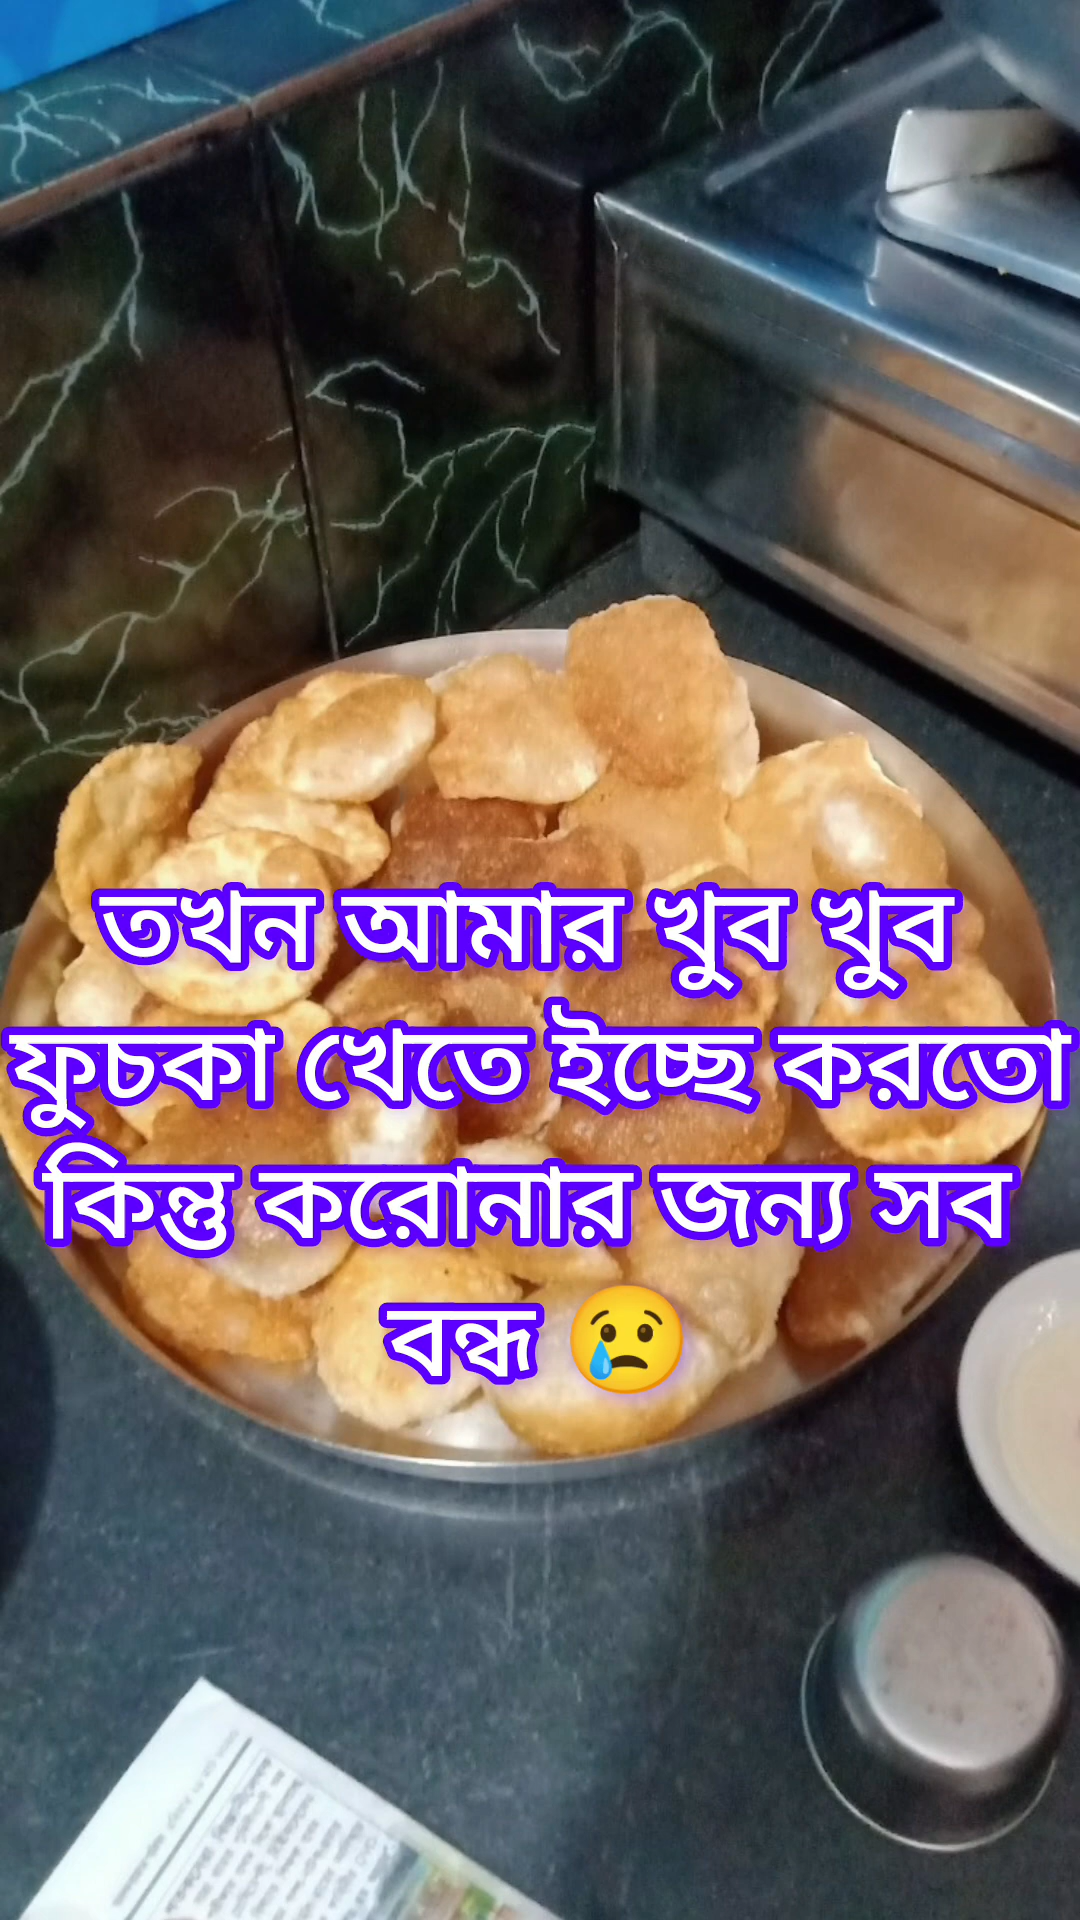 তখন আমার খুব খুব
ফুচকা খেতে ইচ্ছে করতো
কিন্তু করোনার জন্য সব
বন্ধ 😢